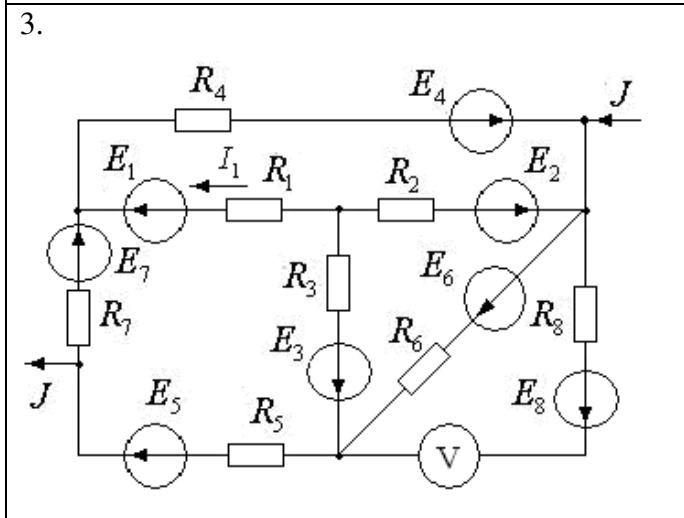 3.
R₄ E₄ J
E₁ I₁ R₁ R₂ E₂
E₇ R₃ E₆
R₇ R₆ R₈
E₃
J E₅ R₅ V E₈